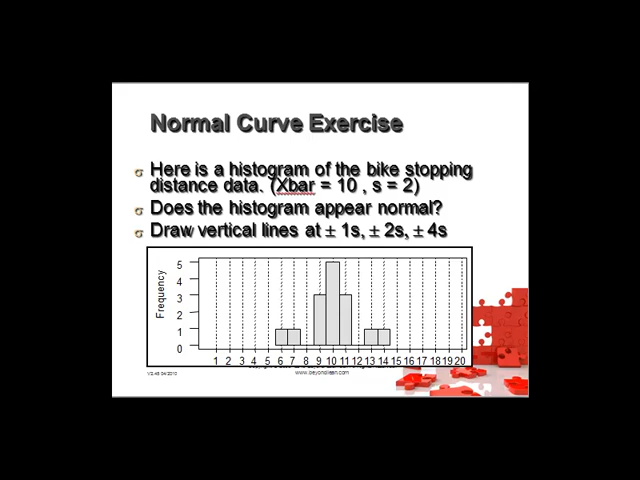 Normal Curve Exercise
Here is a histogram of the bike stopping
distance data. (Xbar = 10 , s = 2)
Does the histogram appear normal?
Draw vertical lines at ± 1s, ± 2s, ± 4s
Frequency
5
4
3
2
1
0
1 2 3 4 5 6 7 8 9 10 11 12 13 14 15 16 17 18 19 20
www.beyondlean.com